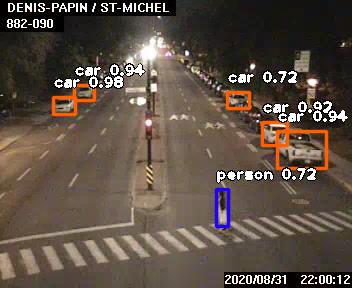 DENIS-PAPIN / ST-MICHEL
882-090
car 0.94
car 0.98
car 0.72
car 0.92
car 0.94
person 0.72
2020/08/31 22:00:12